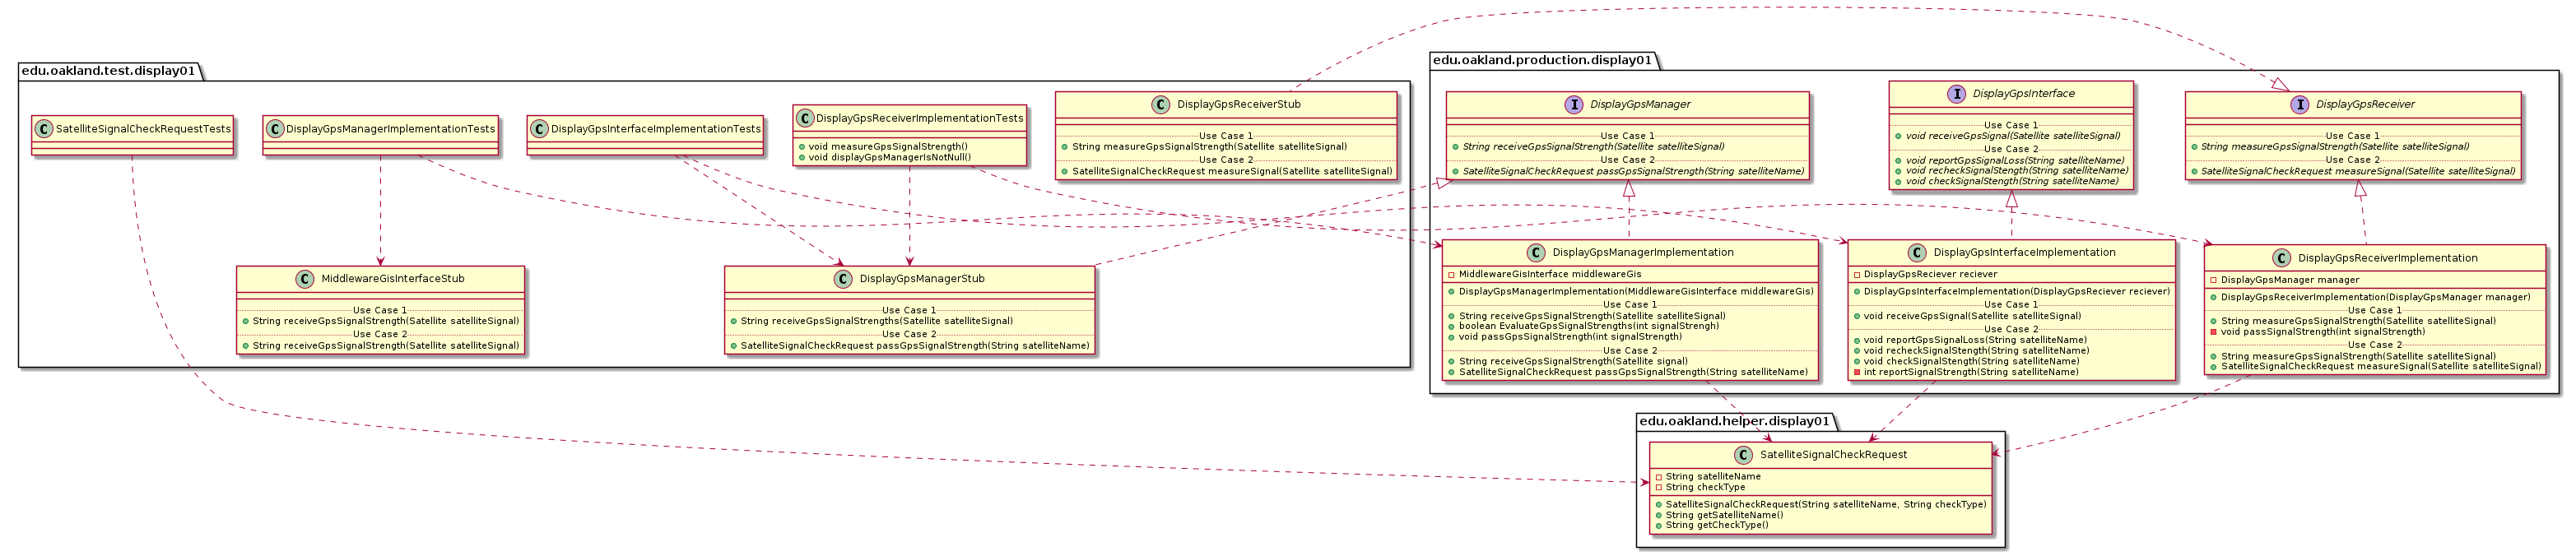 edu.oakland.test.display01
C SatelliteSignalCheckRequestTests
C DisplayGpsManagerImplementationTests
C DisplayGpsInterfaceImplementationTests
C DisplayGpsReceiverImplementationTests
void measureGpsSignalStrength()
void displayGpsManagerIsNotNull()
C DisplayGpsReceiverStub
Use Case 1
String measureGpsSignalStrength(Satellite satelliteSignal)
Use Case 2
SatelliteSignalCheckRequest measureSignal(Satellite satelliteSignal)
C MiddlewareGisInterfaceStub
Use Case 1
String receiveGpsSignalStrength(Satellite satelliteSignal)
Use Case 2
String receiveGpsSignalStrength(Satellite satelliteSignal)
C DisplayGpsManagerStub
Use Case 1
String receiveGpsSignalStrengths(Satellite satelliteSignal)
Use Case 2
SatelliteSignalCheckRequest passGpsSignalStrength(String satelliteName)
edu.oakland.production.display01
I DisplayGpsManager
Use Case 1
String receiveGpsSignalStrength(Satellite satelliteSignal)
Use Case 2
SatelliteSignalCheckRequest passGpsSignalStrength(String satelliteName)
I DisplayGpsInterface
Use Case 1
void receiveGpsSignal(Satellite satelliteSignal)
Use Case 2
void reportGpsSignalLoss(String satelliteName)
void recheckSignalStength(String satelliteName)
void checkSignalStength(String satelliteName)
I DisplayGpsReceiver
Use Case 1
String measureGpsSignalStrength(Satellite satelliteSignal)
Use Case 2
SatelliteSignalCheckRequest measureSignal(Satellite satelliteSignal)
C DisplayGpsManagerImplementation
MiddlewareGisInterface middlewareGis
DisplayGpsManagerImplementation(MiddlewareGisInterface middlewareGis)
Use Case 1
String receiveGpsSignalStrength(Satellite satelliteSignal)
boolean EvaluateGpsSignalStrengths(int signalStrengh)
void passGpsSignalStrength(int signalStrength)
Use Case 2
String receiveGpsSignalStrength(Satellite signal)
SatelliteSignalCheckRequest passGpsSignalStrength(String satelliteName)
C DisplayGpsInterfaceImplementation
DisplayGpsReciever reciever
DisplayGpsInterfaceImplementation(DisplayGpsReciever reciever)
Use Case 1
void receiveGpsSignal(Satellite satelliteSignal)
Use Case 2
void reportGpsSignalLoss(String satelliteName)
void recheckSignalStength(String satelliteName)
void checkSignalStength(String satelliteName)
int reportSignalStrength(String satelliteName)
C DisplayGpsReceiverImplementation
DisplayGpsManager manager
DisplayGpsReceiverImplementation(DisplayGpsManager manager)
Use Case 1
String measureGpsSignalStrength(Satellite satelliteSignal)
void passSignalStrength(int signalStrength)
Use Case 2
String measureGpsSignalStrength(Satellite satelliteSignal)
SatelliteSignalCheckRequest measureSignal(Satellite satelliteSignal)
edu.oakland.helper.display01
C SatelliteSignalCheckRequest
String satelliteName
String checkType
SatelliteSignalCheckRequest(String satelliteName, String checkType)
String getSatelliteName()
String getCheckType()